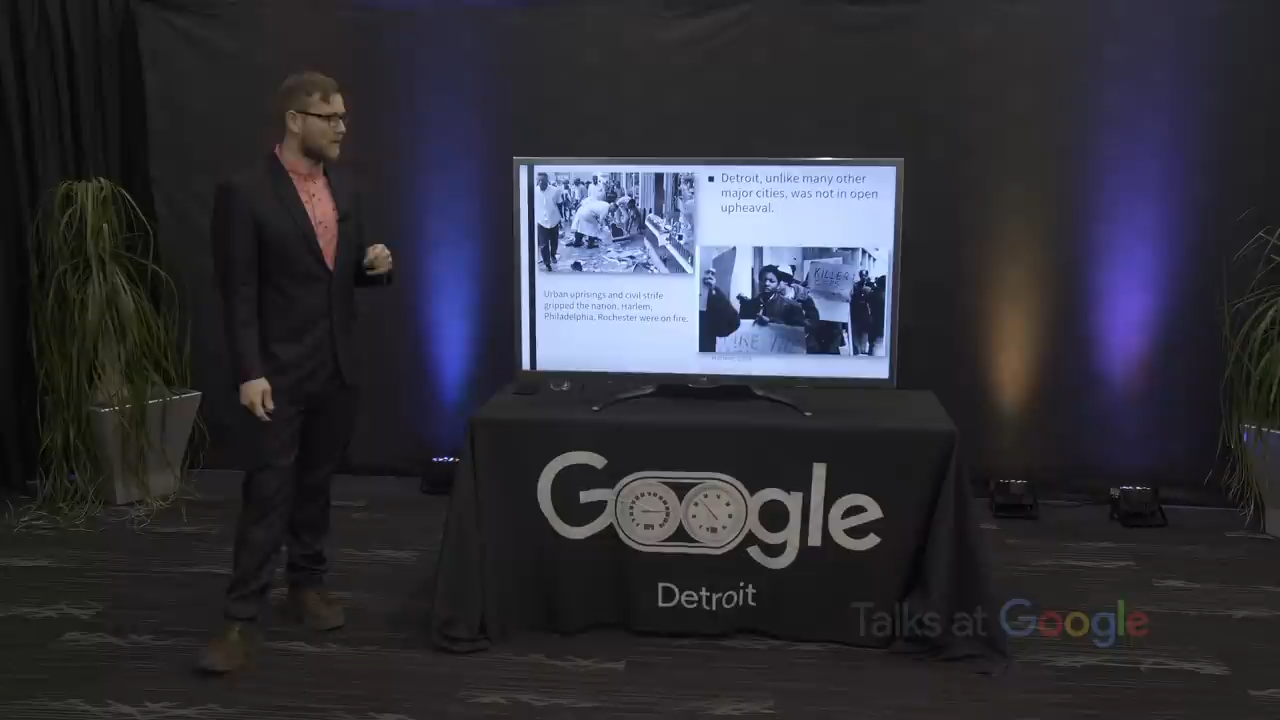 Detroit, unlike many other
major cities, was not in open
upheaval.
Urban uprisings and civil strife
gripped the nation. Harlem,
Philadelphia, Rochester were on fire.
KILLER
Google
Detroit
Talks at Google